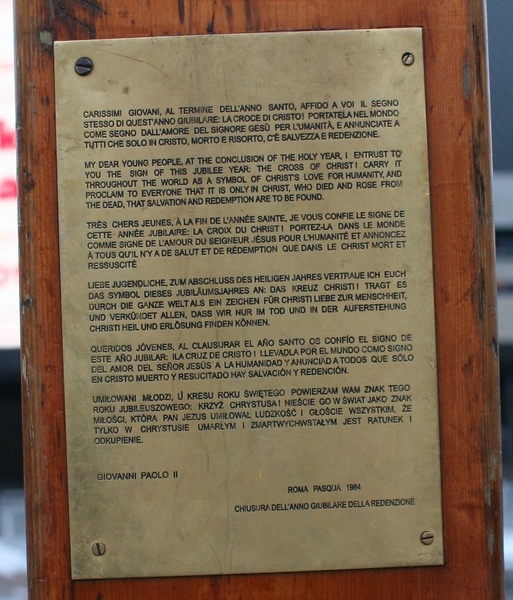 CARISSIMI GIOVANI, AL TERMINE DELL'ANNO SANTO, AFFIDO A VOI IL SEGNO
STESSO DI QUEST'ANNO GIUBILARE: LA CROCE DI CRISTO! PORTATELA NEL MONDO
COME SEGNO DALL'AMORE DEL SIGNORE GESÙ PER L'UMANITÀ, E ANNUNCIATE A
TUTTI CHE SOLO IN CRISTO, MORTO E RISORTO, C'È SALVEZZA E REDENZIONE.
MY DEAR YOUNG PEOPLE, AT THE CONCLUSION OF THE HOLY YEAR, I ENTRUST TO
YOU THE SIGN OF THIS JUBILEE YEAR: THE CROSS OF CHRIST! CARRY IT
THROUGHOUT THE WORLD AS A SYMBOL OF CHRIST'S LOVE FOR HUMANITY, AND
PROCLAIM TO EVERYONE THAT IT IS ONLY IN CHRIST, WHO DIED AND ROSE FROM
THE DEAD, THAT SALVATION AND REDEMPTION ARE TO BE FOUND.
TRÈS CHERS JEUNES, À LA FIN DE L'ANNÉE SAINTE, JE VOUS CONFIE LE SIGNE DE
CETTE ANNÉE JUBILAIRE: LA CROIX DU CHRIST! PORTEZ-LA DANS LE MONDE
COMME SIGNE DE L'AMOUR DU SEIGNEUR JÉSUS POUR L'HUMANITÉ ET ANNONCEZ
À TOUS QU'IL N'Y A DE SALUT ET DE RÉDEMPTION QUE DANS LE CHRIST MORT ET
RESSUSCITÉ
LIEBE JUGENDLICHE, ZUM ABSCHLUSS DES HEILIGEN JAHRES VERTRAUE ICH EUCH
DAS SYMBOL DIESES JUBILÄUMSJAHRES AN: DAS KREUZ CHRISTI! TRAGT ES
DURCH DIE GANZE WELT ALS EIN ZEICHEN FÜR CHRISTI LIEBE ZUR MENSCHHEIT,
UND VERKÜNDET ALLEN, DASS WIR NUR IM TOD UND IN DER AUFERSTEHUNG
CHRISTI HEIL UND ERLÖSUNG FINDEN KÖNNEN.
QUERIDOS JÓVENES, AL CLAUSURAR EL AÑO SANTO OS CONFÍO EL SIGNO DE
ESTE AÑO JUBILAR: ¡LA CRUZ DE CRISTO! LLEVADLA POR EL MUNDO COMO SIGNO
DEL AMOR DEL SEÑOR JESÚS A LA HUMANIDAD Y ANUNCIAD A TODOS QUE SÓLO
EN CRISTO MUERTO Y RESUCITADO HAY SALVACIÓN Y REDENCIÓN.
UMIŁOWANI MŁODZI, U KRESU ROKU ŚWIĘTEGO POWIERZAM WAM ZNAK TEGO
ROKU JUBILEUSZOWEGO: KRZYŻ CHRYSTUSA! NIEŚCIE GO W ŚWIAT JAKO ZNAK
MIŁOŚCI, KTÓRĄ PAN JEZUS UMIŁOWAŁ LUDZKOŚĆ I GŁOŚCIE WSZYSTKIM, ŻE
TYLKO W CHRYSTUSIE UMARŁYM I ZMARTWYCHWSTAŁYM JEST RATUNEK I
ODKUPIENIE.
GIOVANNI PAOLO II
ROMA PASQUA 1984
CHIUSURA DELL'ANNO GIUBILARE DELLA REDENZIONE